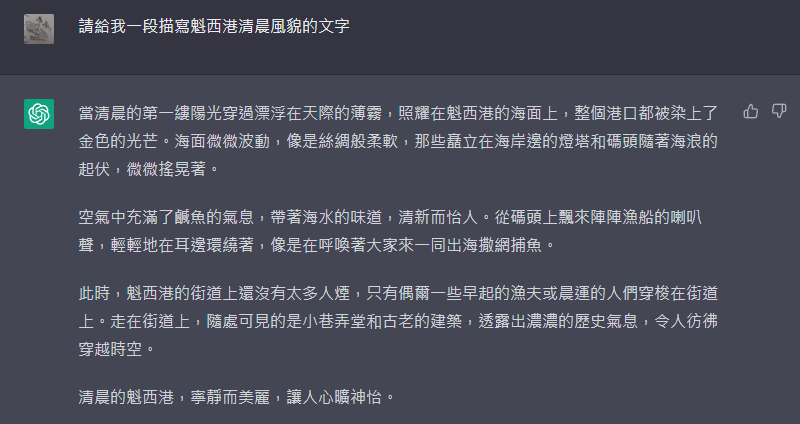 請給我一段描寫魁西港清晨風貌的文字
當清晨的第一縷陽光穿過漂浮在天際的薄霧，照耀在魁西港的海面上，整個港口都被染上了
金色的光芒。海面微微波動，像是絲綢般柔軟，那些矗立在海岸邊的燈塔和碼頭隨著海浪的
起伏，微微搖晃著。
空氣中充滿了鹹魚的氣息，帶著海水的味道，清新而怡人。從碼頭上飄來陣陣漁船的喇叭
聲，輕輕地在耳邊環繞著，像是在呼喚著大家來一同出海撒網捕魚。
此時，魁西港的街道上還沒有太多人煙，只有偶爾一些早起的漁夫或晨運的人們穿梭在街道
上。走在街道上，隨處可見的是小巷弄堂和古老的建築，透露出濃濃的歷史氣息，令人彷彿
穿越時空。
清晨的魁西港，寧靜而美麗，讓人心曠神怡。